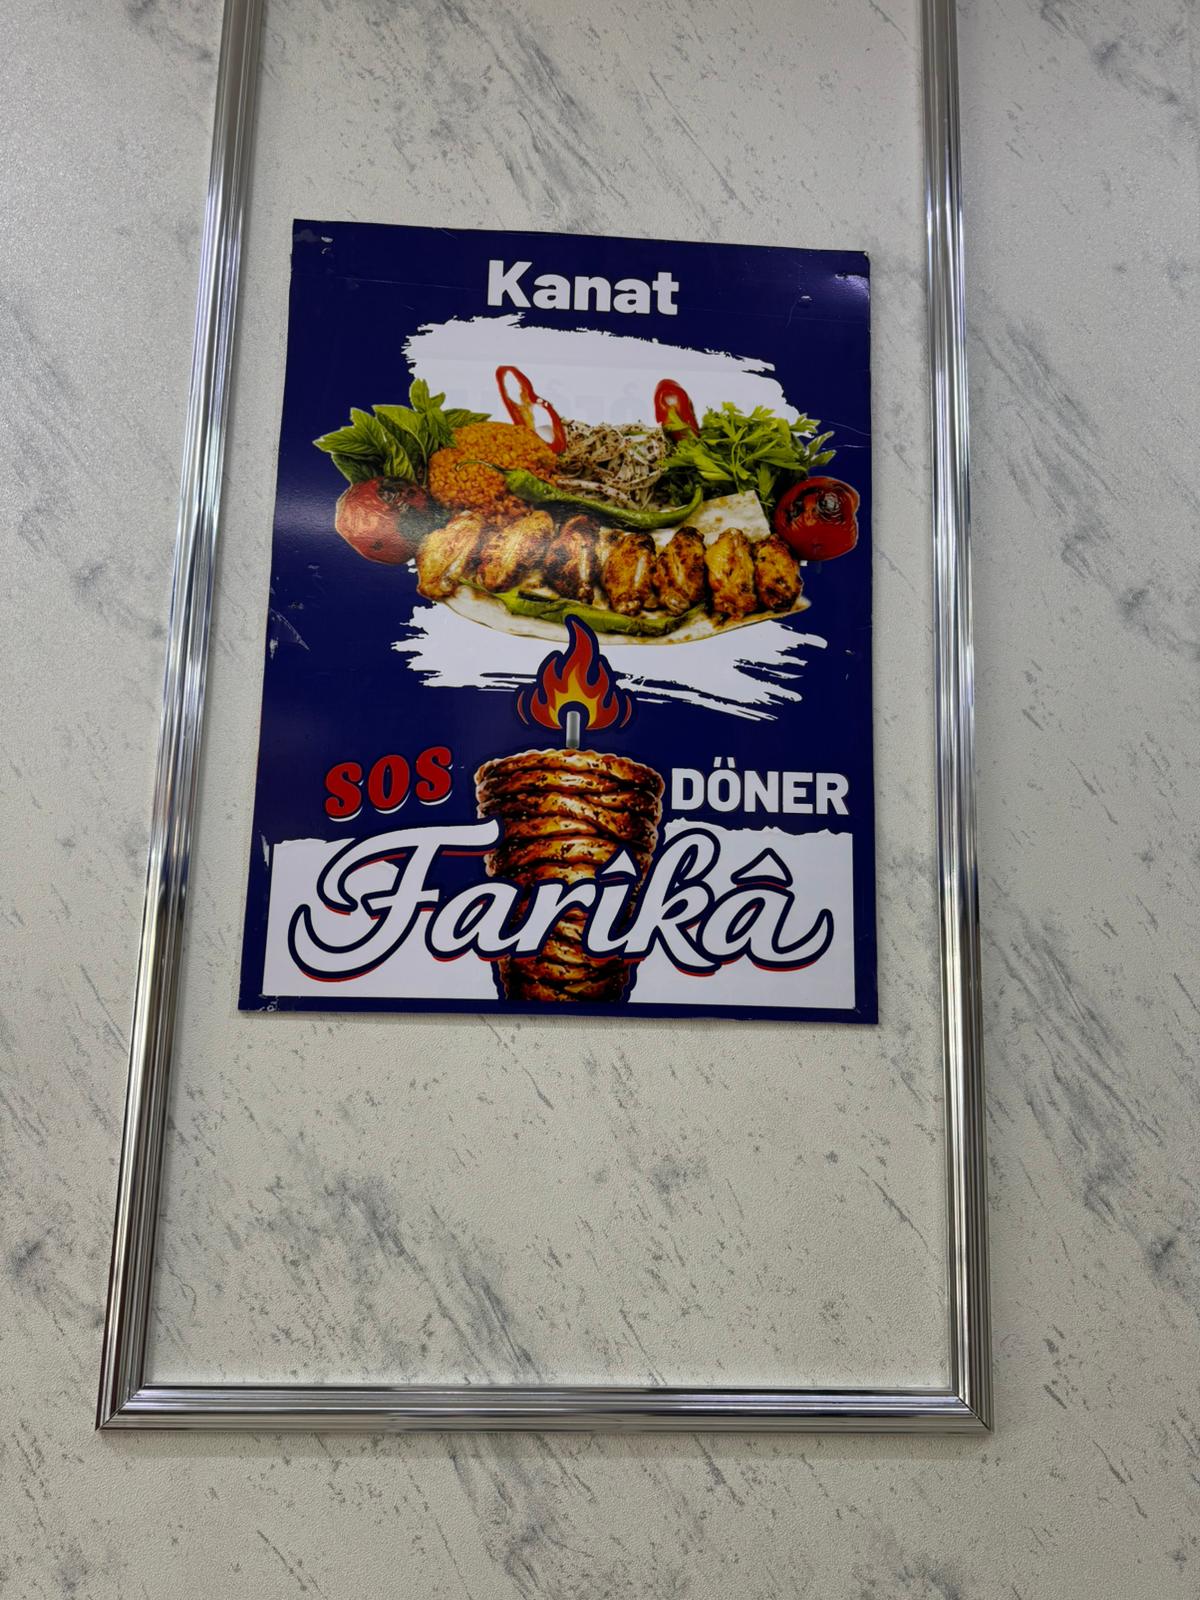 Kanat
SOS DÖNER
Farîkâ